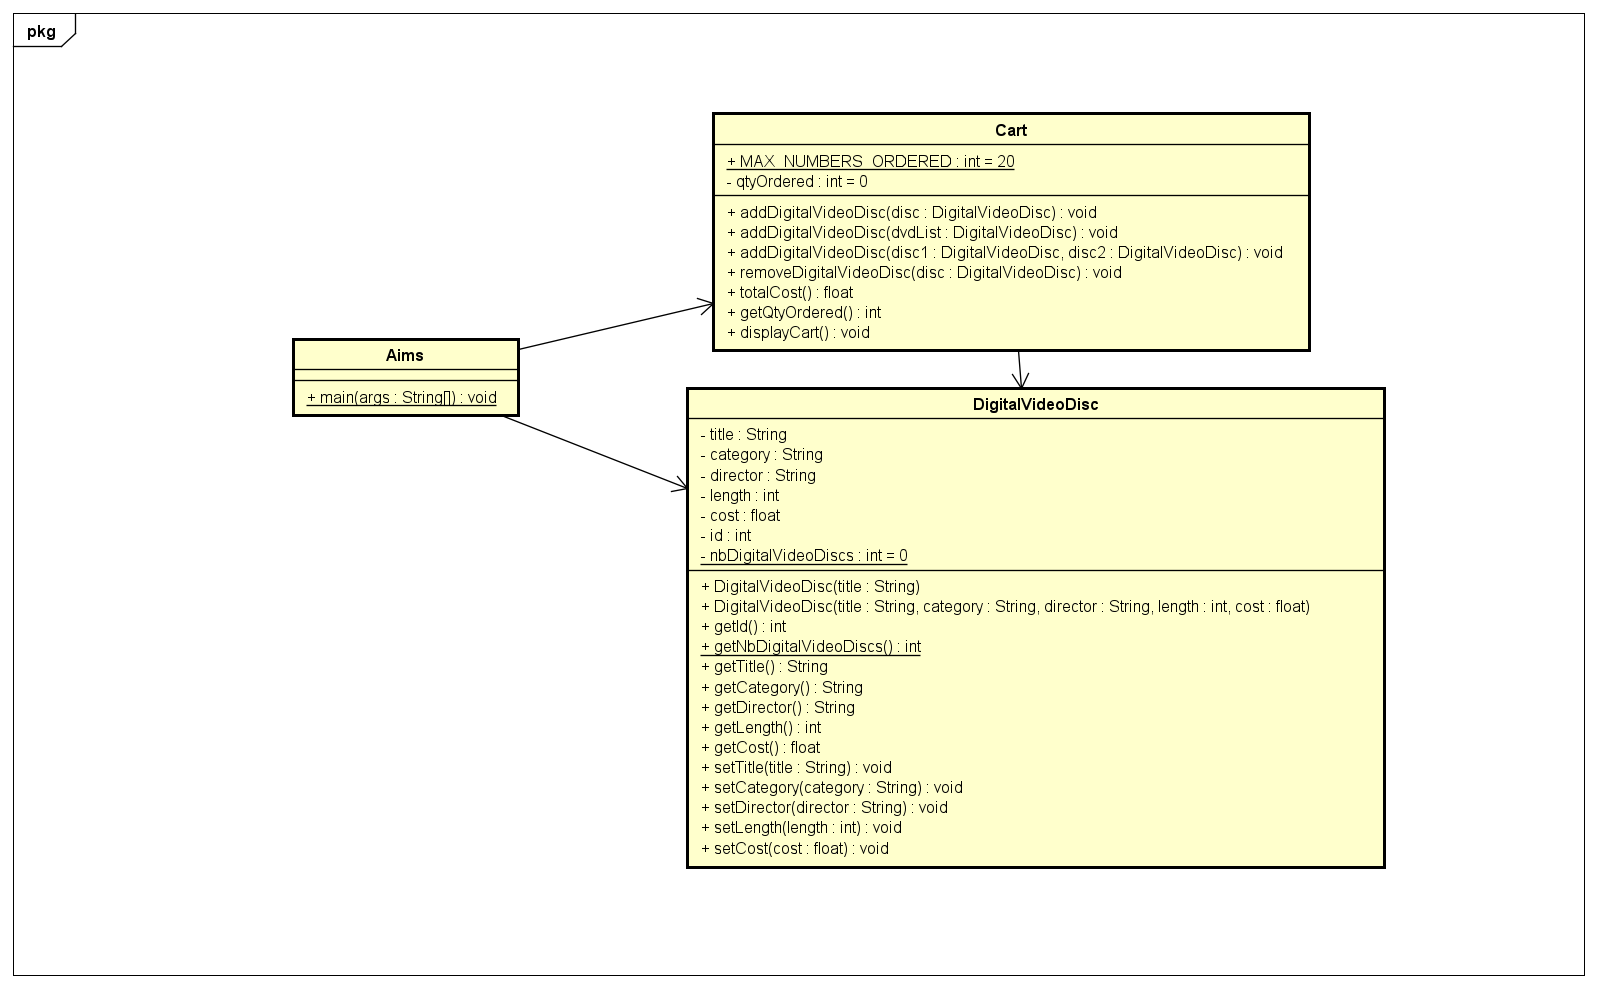 pkg
Cart
+ MAX_NUMBERS_ORDERED : int = 20
- qtyOrdered : int = 0
+ addDigitalVideoDisc(disc : DigitalVideoDisc) : void
+ addDigitalVideoDisc(dvdList : DigitalVideoDisc) : void
+ addDigitalVideoDisc(disc1 : DigitalVideoDisc, disc2 : DigitalVideoDisc) : void
+ removeDigitalVideoDisc(disc : DigitalVideoDisc) : void
+ totalCost() : float
+ getQtyOrdered() : int
+ displayCart() : void
Aims
+ main(args : String[]) : void
DigitalVideoDisc
- title : String
- category : String
- director : String
- length : int
- cost : float
- id : int
- nbDigitalVideoDiscs : int = 0
+ DigitalVideoDisc(title : String)
+ DigitalVideoDisc(title : String, category : String, director : String, length : int, cost : float)
+ getId() : int
+ getNbDigitalVideoDiscs() : int
+ getTitle() : String
+ getCategory() : String
+ getDirector() : String
+ getLength() : int
+ getCost() : float
+ setTitle(title : String) : void
+ setCategory(category : String) : void
+ setDirector(director : String) : void
+ setLength(length : int) : void
+ setCost(cost : float) : void